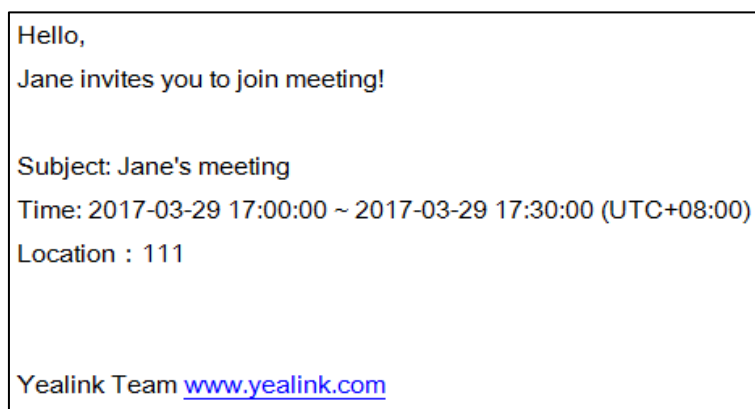 Hello,
Jane invites you to join meeting!
Subject: Jane's meeting
Time: 2017-03-29 17:00:00 ~ 2017-03-29 17:30:00 (UTC+08:00)
Location：111
Yealink Team www.yealink.com